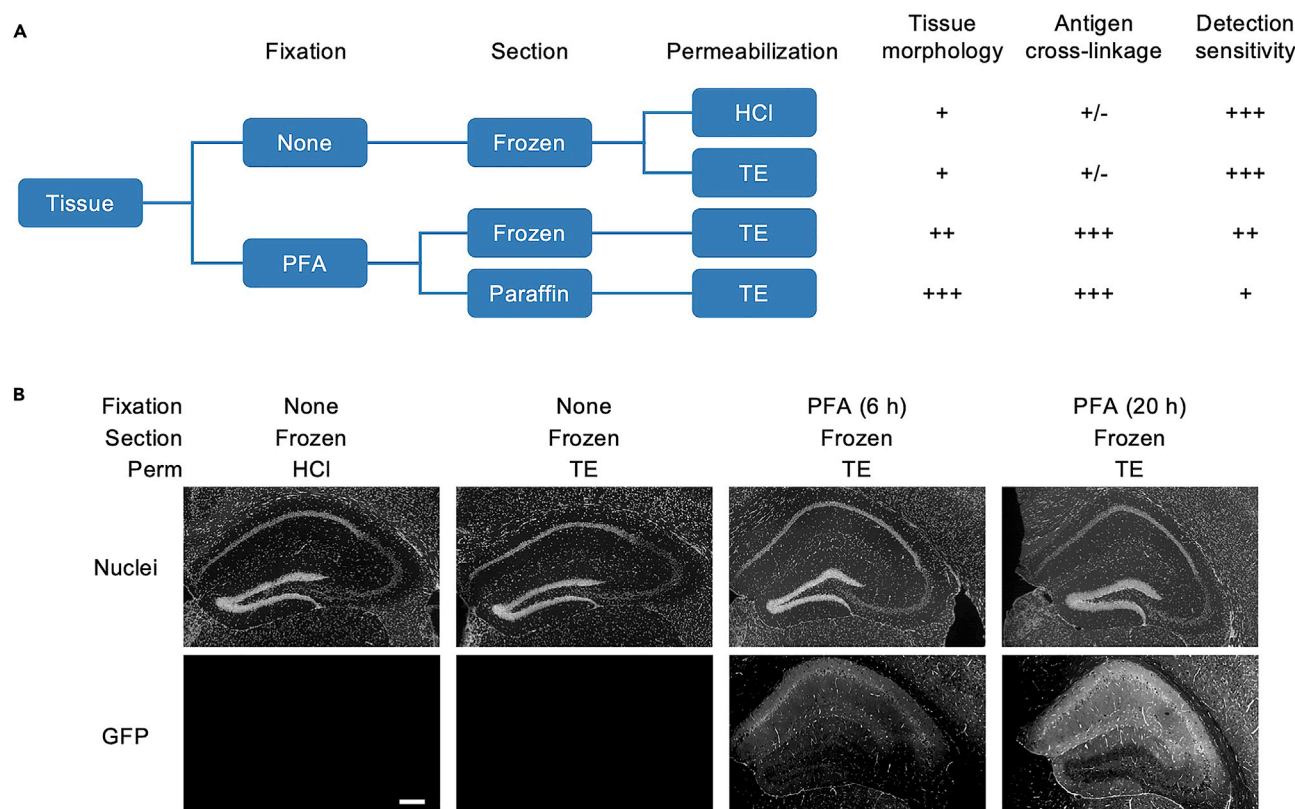 A
Fixation
Section
Permeabilization
Tissue
morphology
Antigen
cross-linkage
Detection
sensitivity
Tissue
None
Frozen
HCl
+
+/-
+++
TE
+
+/-
+++
PFA
Frozen
TE
++
+++
++
Paraffin
TE
+++
+++
+
B
Fixation None None PFA (6 h) PFA (20 h)
Section Frozen Frozen Frozen Frozen
Perm HCl TE TE TE
Nuclei
GFP